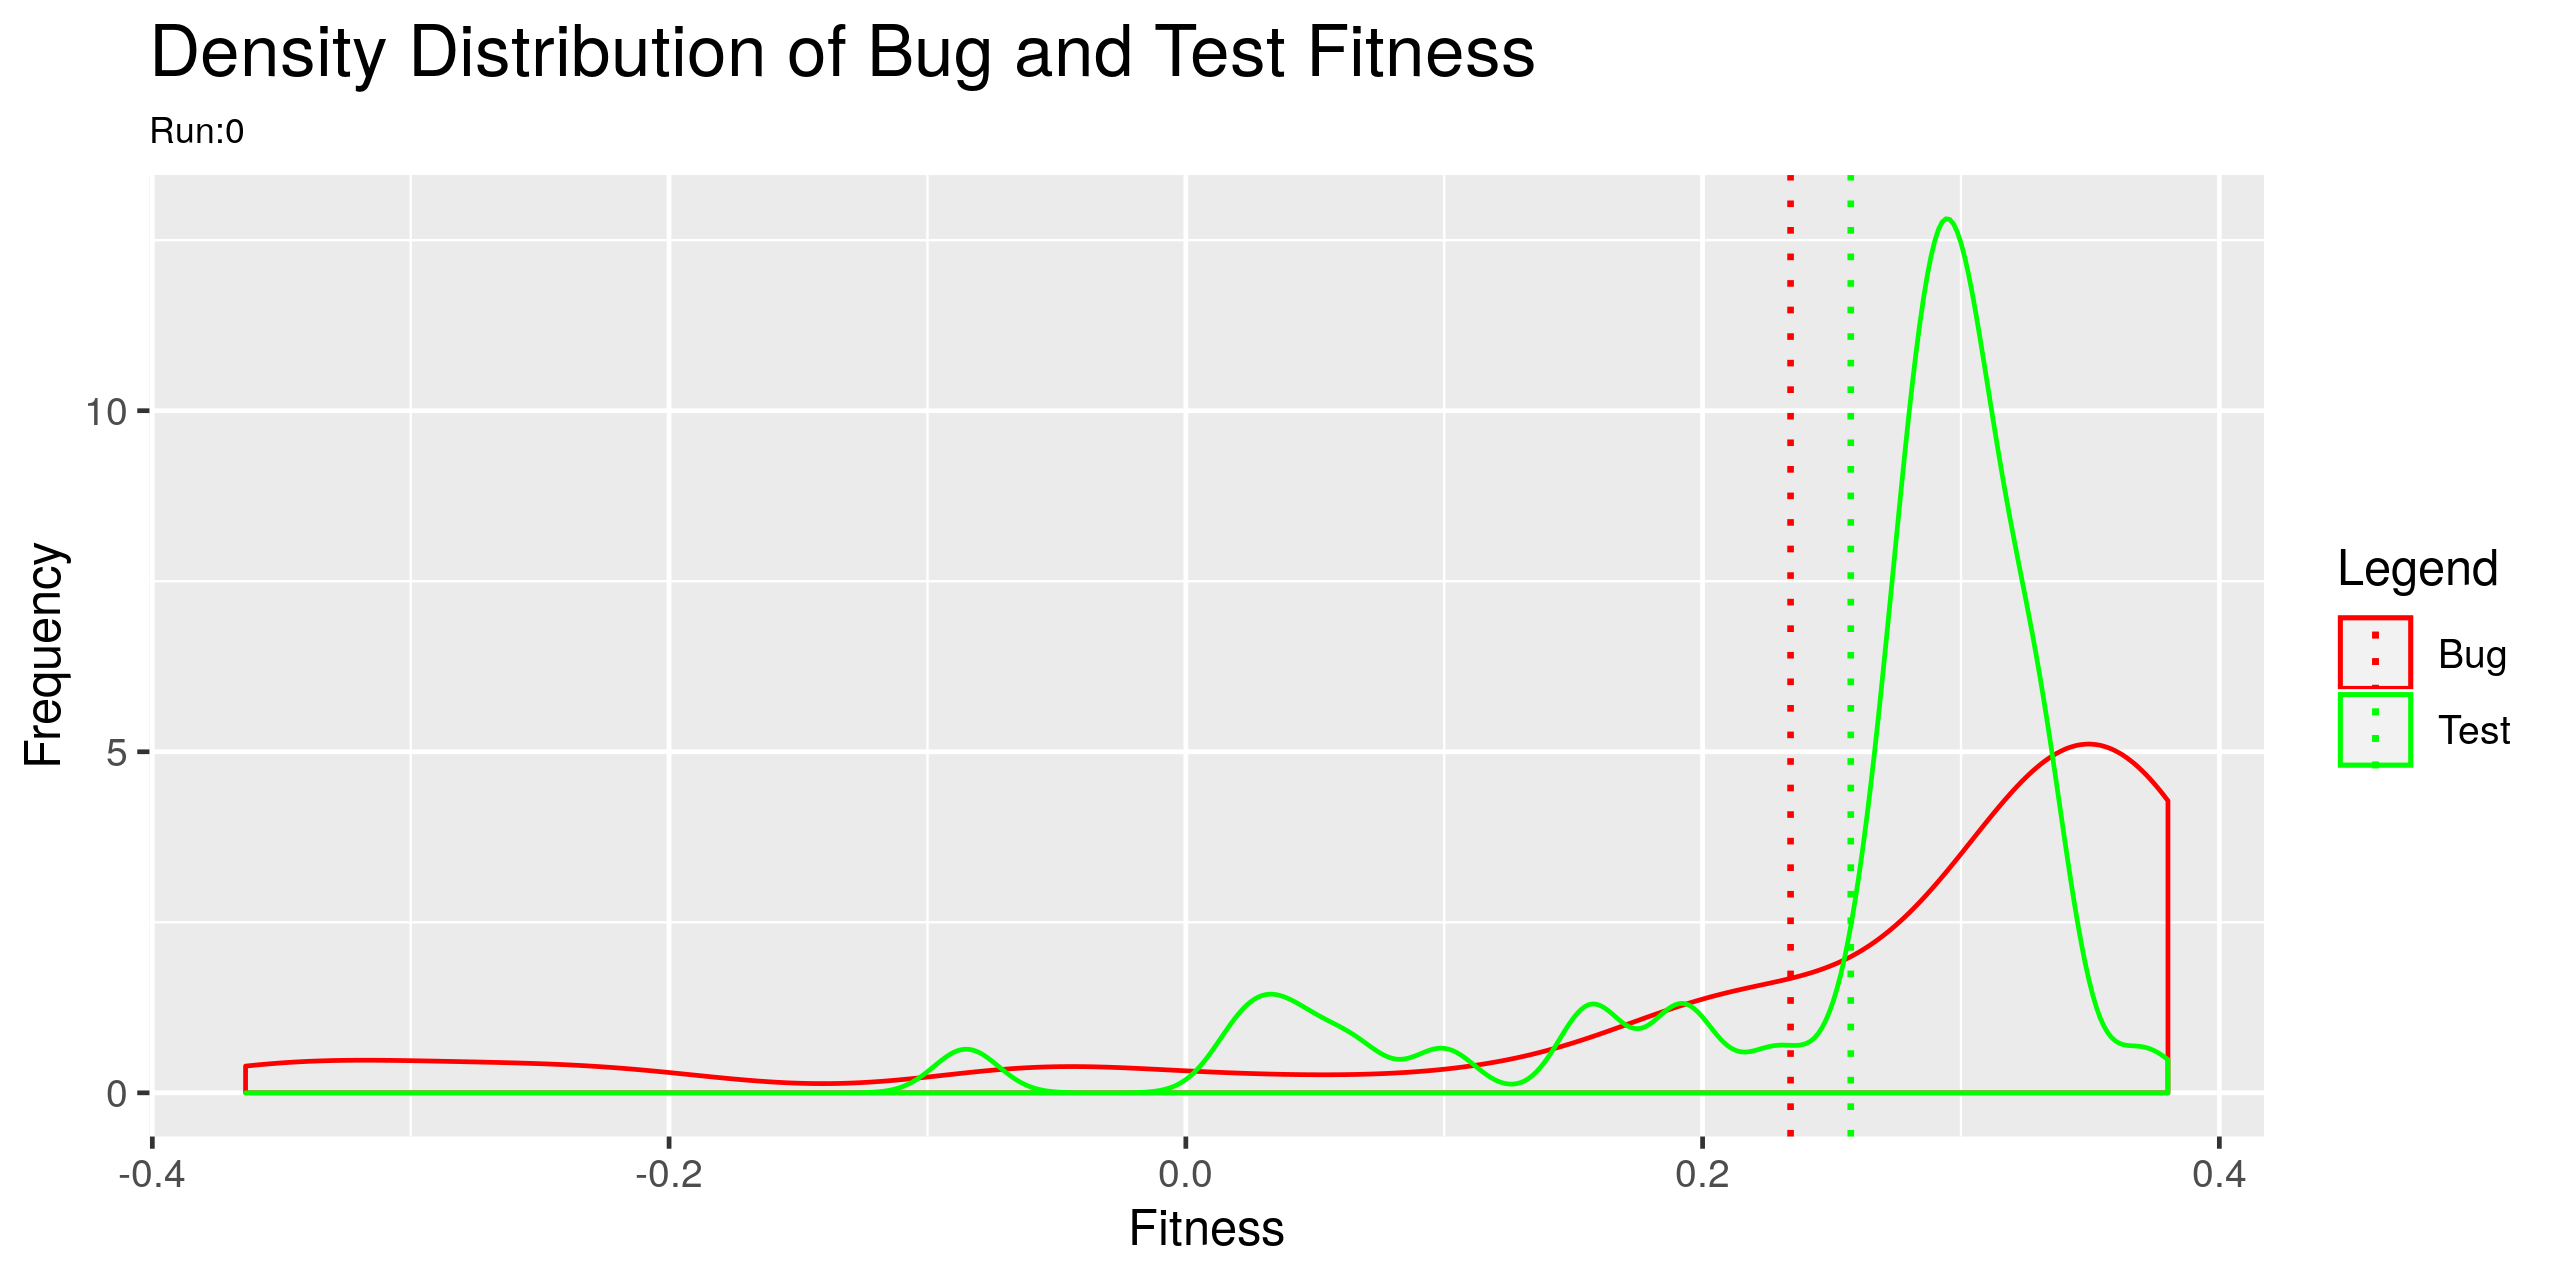 Density Distribution of Bug and Test Fitness
Run:0
Frequency
10
5
0
-0.4
-0.2
0.0
0.2
0.4
Fitness
Legend
Bug
Test